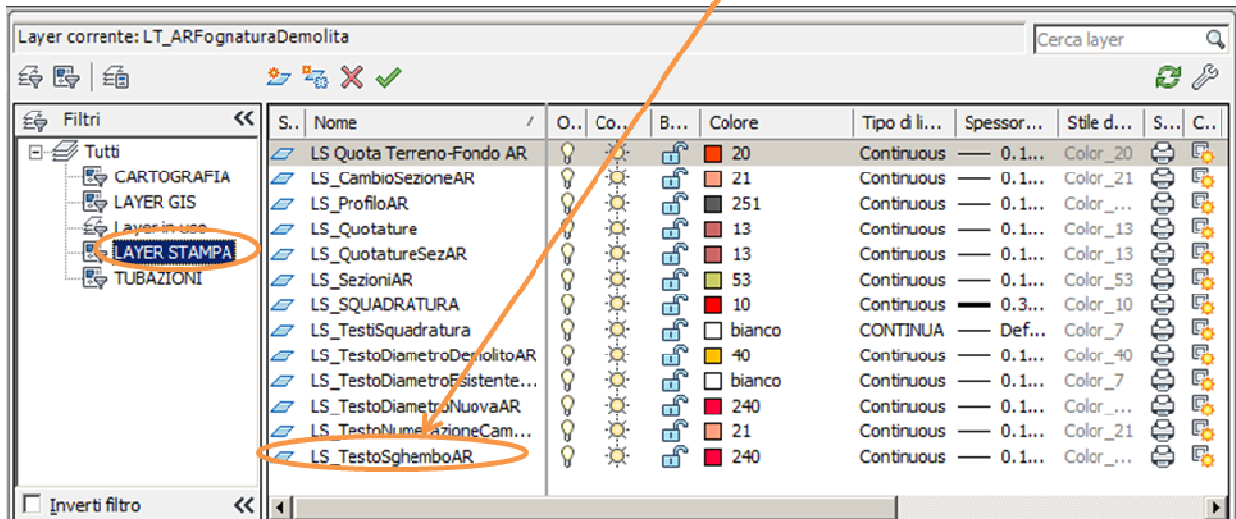 Layer corrente: LT_ARFognaturaDemolita
Cerca layer
Filtri
Tutti
CARTOGRAFIA
LAYER GIS
Layer in uso
LAYER STAMPA
TUBAZIONI
Inverti filtro
S.. Nome O.. Co... B... Colore Tipo di li... Spessor... Stile d... S... C..
LS Quota Terreno-Fondo AR 20 Continuous 0.1... Color_20
LS_CambioSezioneAR 21 Continuous 0.1... Color_21
LS_ProfiloAR 251 Continuous 0.1... Color_...
LS_Quotature 13 Continuous 0.1... Color_13
LS_QuotatureSezAR 13 Continuous 0.1... Color_13
LS_SezioniAR 53 Continuous 0.1... Color_53
LS_SQUADRATURA 10 Continuous 0.3... Color_10
LS_TestiSquadratura bianco CONTINUA Def... Color_7
LS_TestoDiametroDemolitoAR 40 Continuous 0.1... Color_40
LS_TestoDiametroEsistente... bianco Continuous 0.1... Color_7
LS_TestoDiametroNuovaAR 240 Continuous 0.1... Color_...
LS_TestoNumerazioneCam... 21 Continuous 0.1... Color_21
LS_TestoSghemboAR 240 Continuous 0.1... Color_...